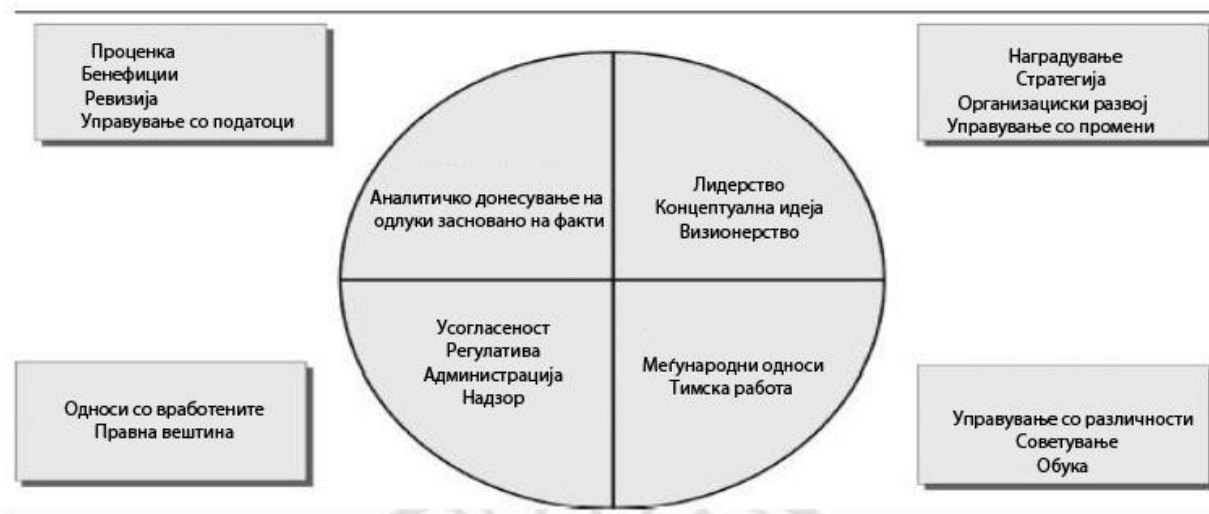 Проценка
Бенефиции
Ревизија
Управување со податоци
Наградување
Стратегија
Организациски развој
Управување со промени
Аналитичко донесување на
одлуки засновано на факти
Лидерство
Концептуална идеја
Визионерство
Усогласеност
Регулатива
Администрација
Надзор
Меѓународни односи
Тимска работа
Односи со вработените
Правна вештина
Управување со различности
Советување
Обука